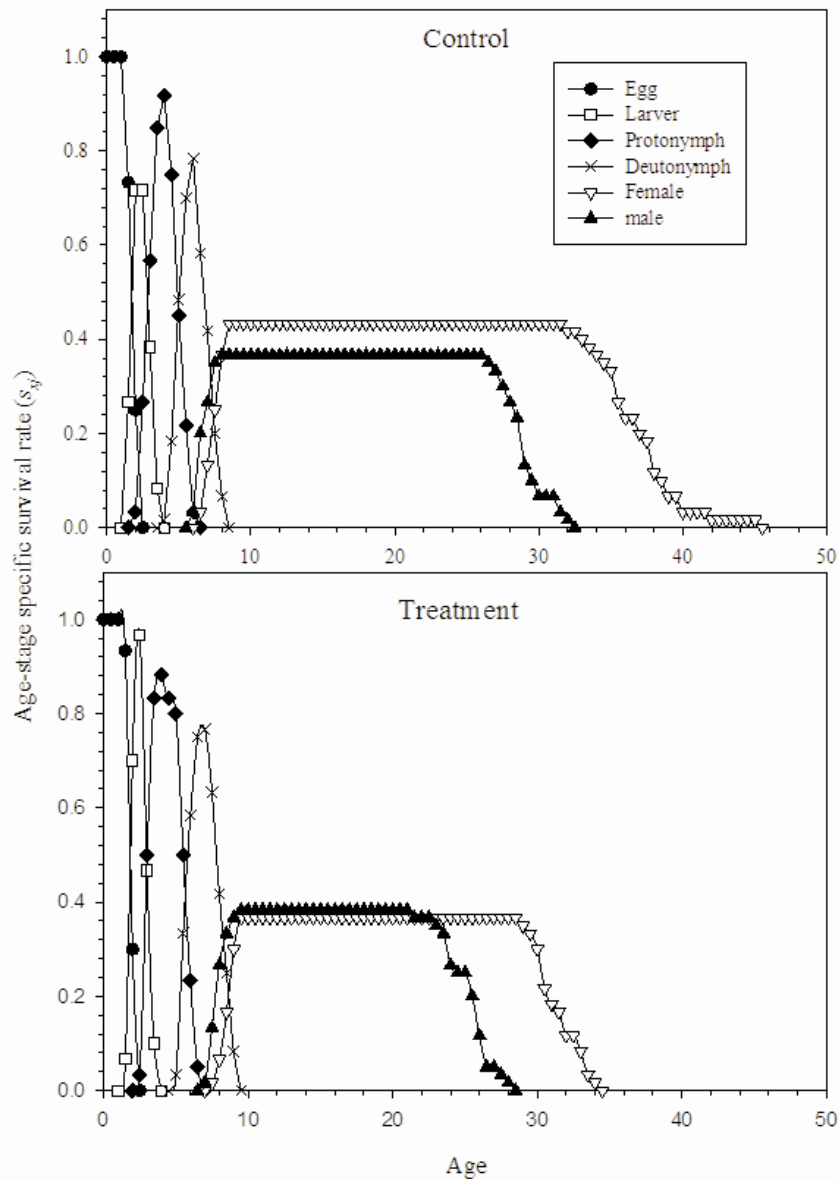 Control
Egg
Larver
Protonymph
Deutonymph
Female
male
1.0
0.8
0.6
0.4
0.2
0.0
0 10 20 30 40 50
Age-stage specific survival rate (sxj)
Treatment
1.0
0.8
0.6
0.4
0.2
0.0
0 10 20 30 40 50
Age